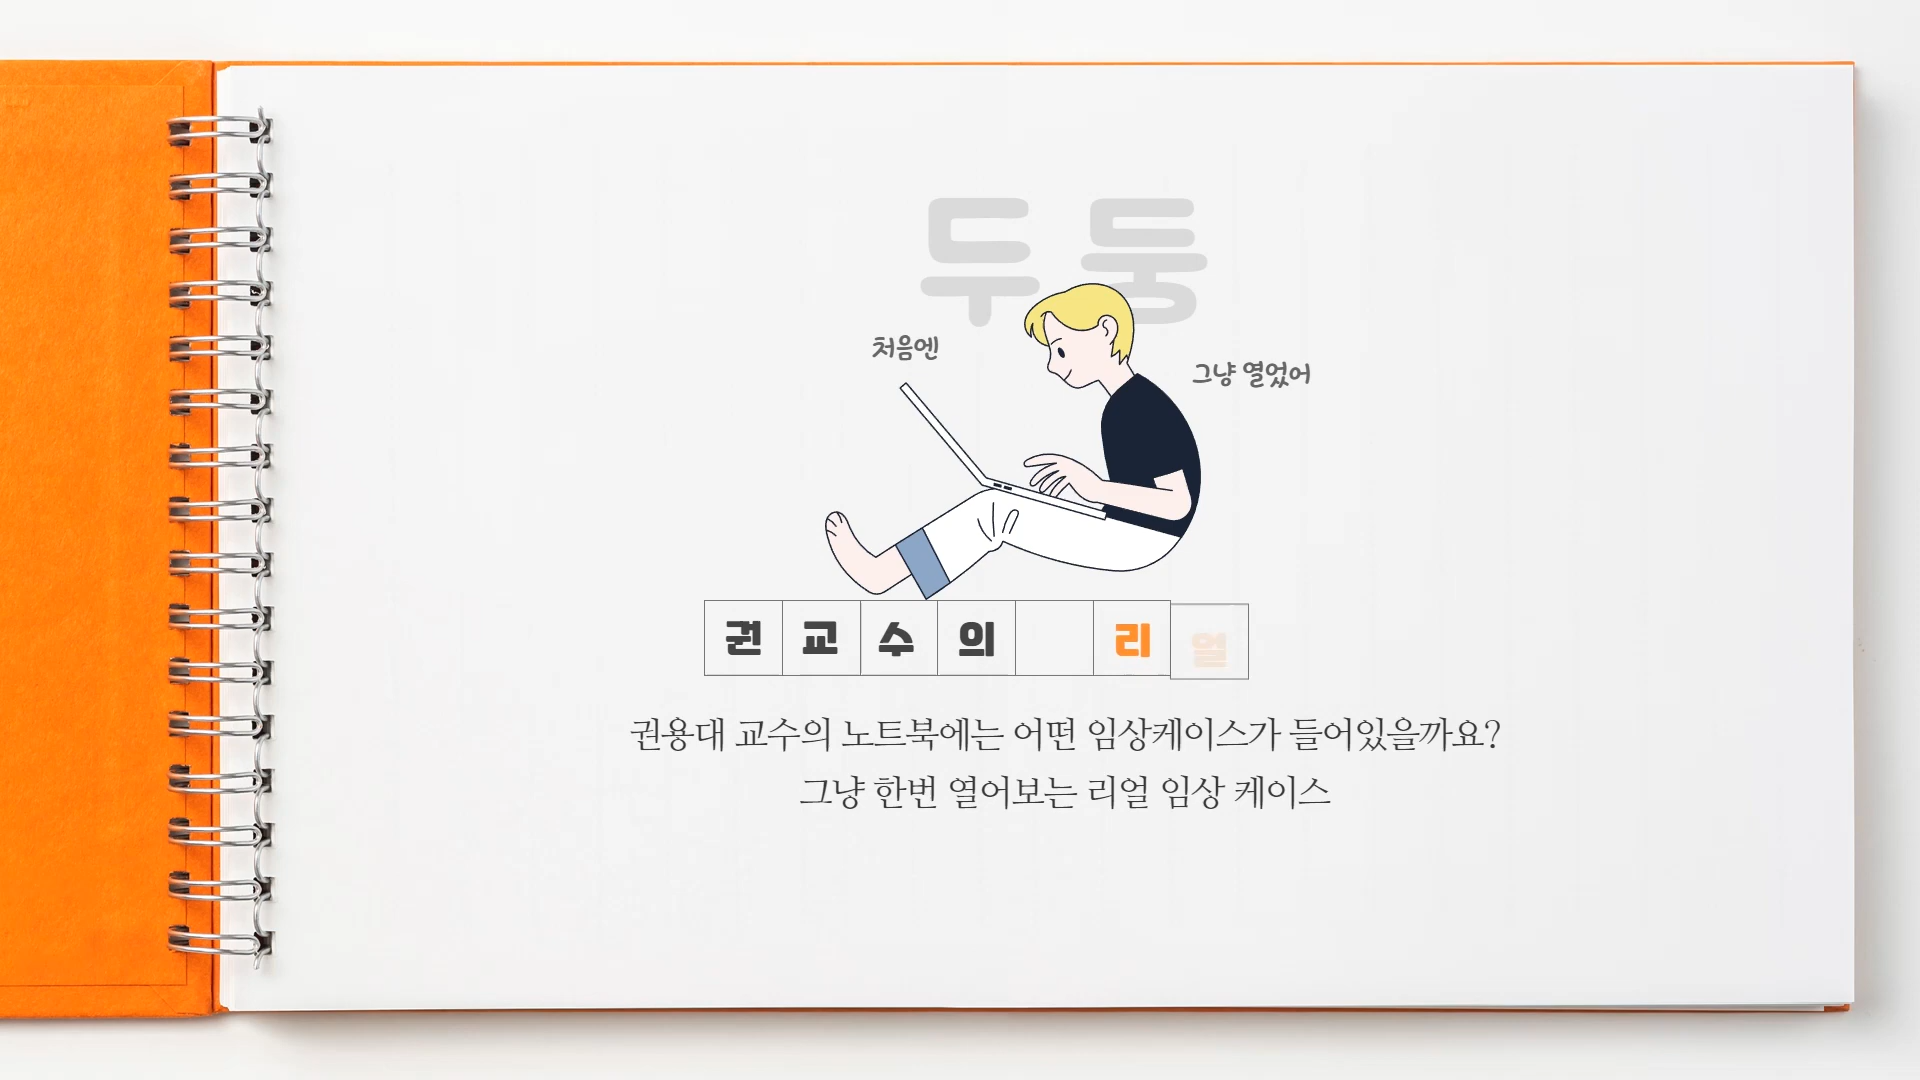 두둥
처음엔
그냥 열었어
권교수의 리얼
권용대 교수의 노트북에는 어떤 임상케이스가 들어있을까요?
그냥 한번 열어보는 리얼 임상 케이스